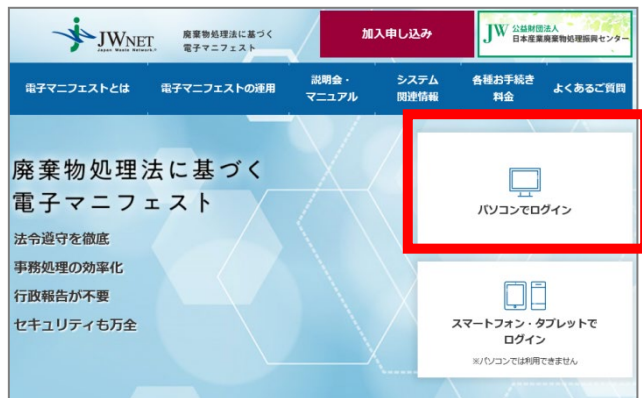 JWNET
Japan Waste Network
廃棄物処理法に基づく
電子マニフェスト
加入申し込み
JW 公益財団法人
日本産業廃棄物処理振興センター
電子マニフェストとは
電子マニフェストの運用
説明会・
マニュアル
システム
関連情報
各種お手続き
料金
よくあるご質問
廃棄物処理法に基づく
電子マニフェスト
法令遵守を徹底
事務処理の効率化
行政報告が不要
セキュリティも万全
パソコンでログイン
スマートフォン・タブレットで
ログイン
※パソコンでは利用できません